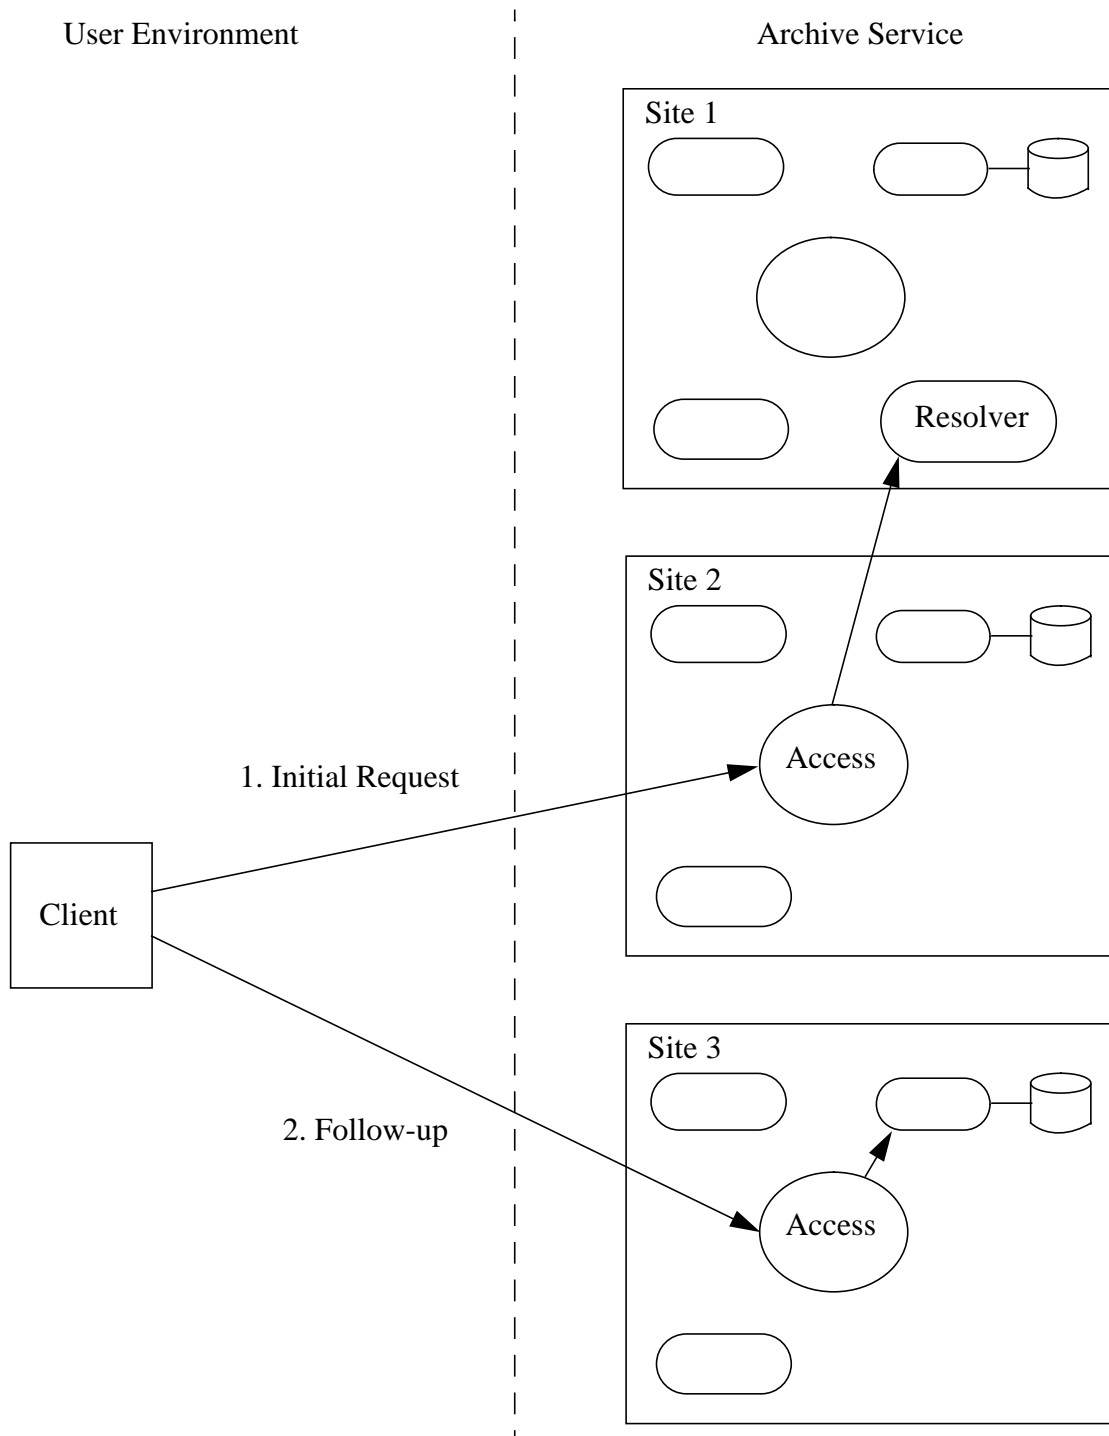 User Environment
Archive Service
Site 1
Resolver
Site 2
Access
1. Initial Request
Client
Site 3
2. Follow-up
Access